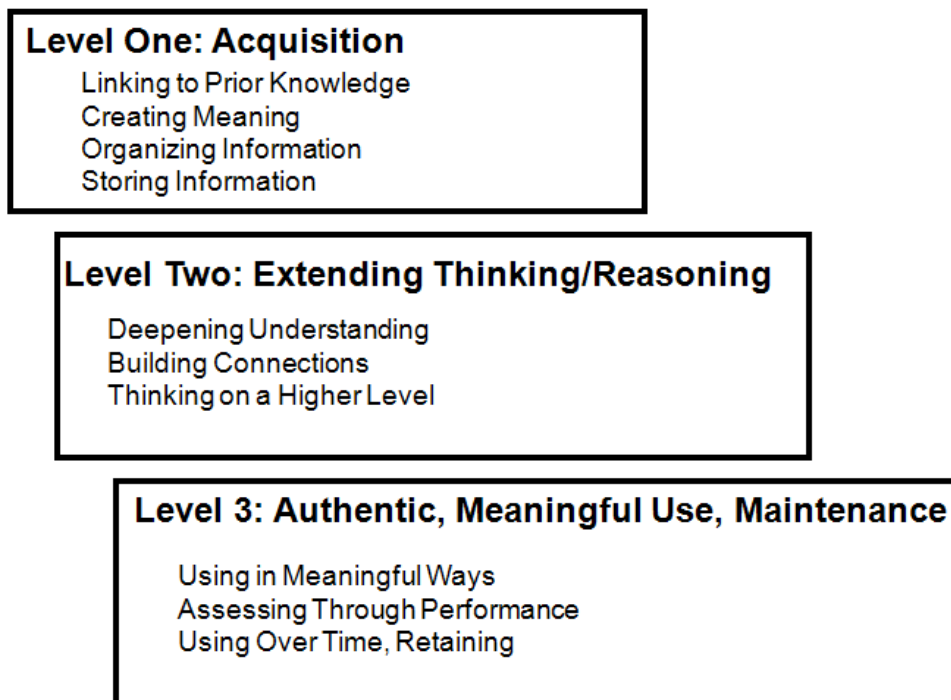 Level One: Acquisition
Linking to Prior Knowledge
Creating Meaning
Organizing Information
Storing Information
Level Two: Extending Thinking/Reasoning
Deepening Understanding
Building Connections
Thinking on a Higher Level
Level 3: Authentic, Meaningful Use, Maintenance
Using in Meaningful Ways
Assessing Through Performance
Using Over Time, Retaining